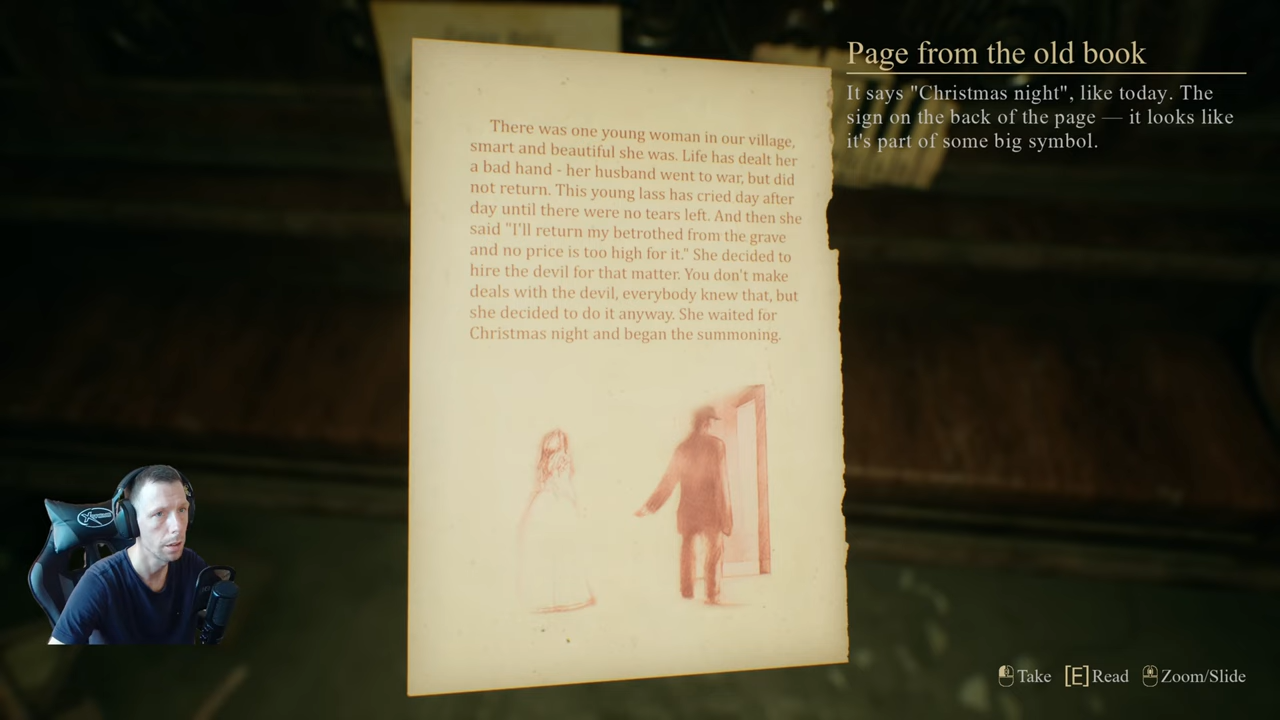 Page from the old book
It says "Christmas night", like today. The
sign on the back of the page — it looks like
it's part of some big symbol.
There was one young woman in our village,
smart and beautiful she was. Life has dealt her
a bad hand - her husband went to war, but did
not return. This young lass has cried day after
day until there were no tears left. And then she
said "I'll return my betrothed from the grave
and no price is too high for it." She decided to
hire the devil for that matter. You don't make
deals with the devil, everybody knew that, but
she decided to do it anyway. She waited for
Christmas night and began the summoning.
Take [E] Read Zoom/Slide